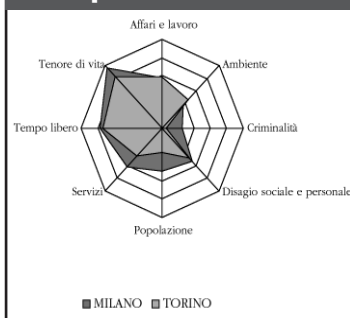 Affari e lavoro
Tenore di vita
Ambiente
Tempo libero
Criminalità
Servizi
Disagio sociale e personale
Popolazione
MILANO TORINO